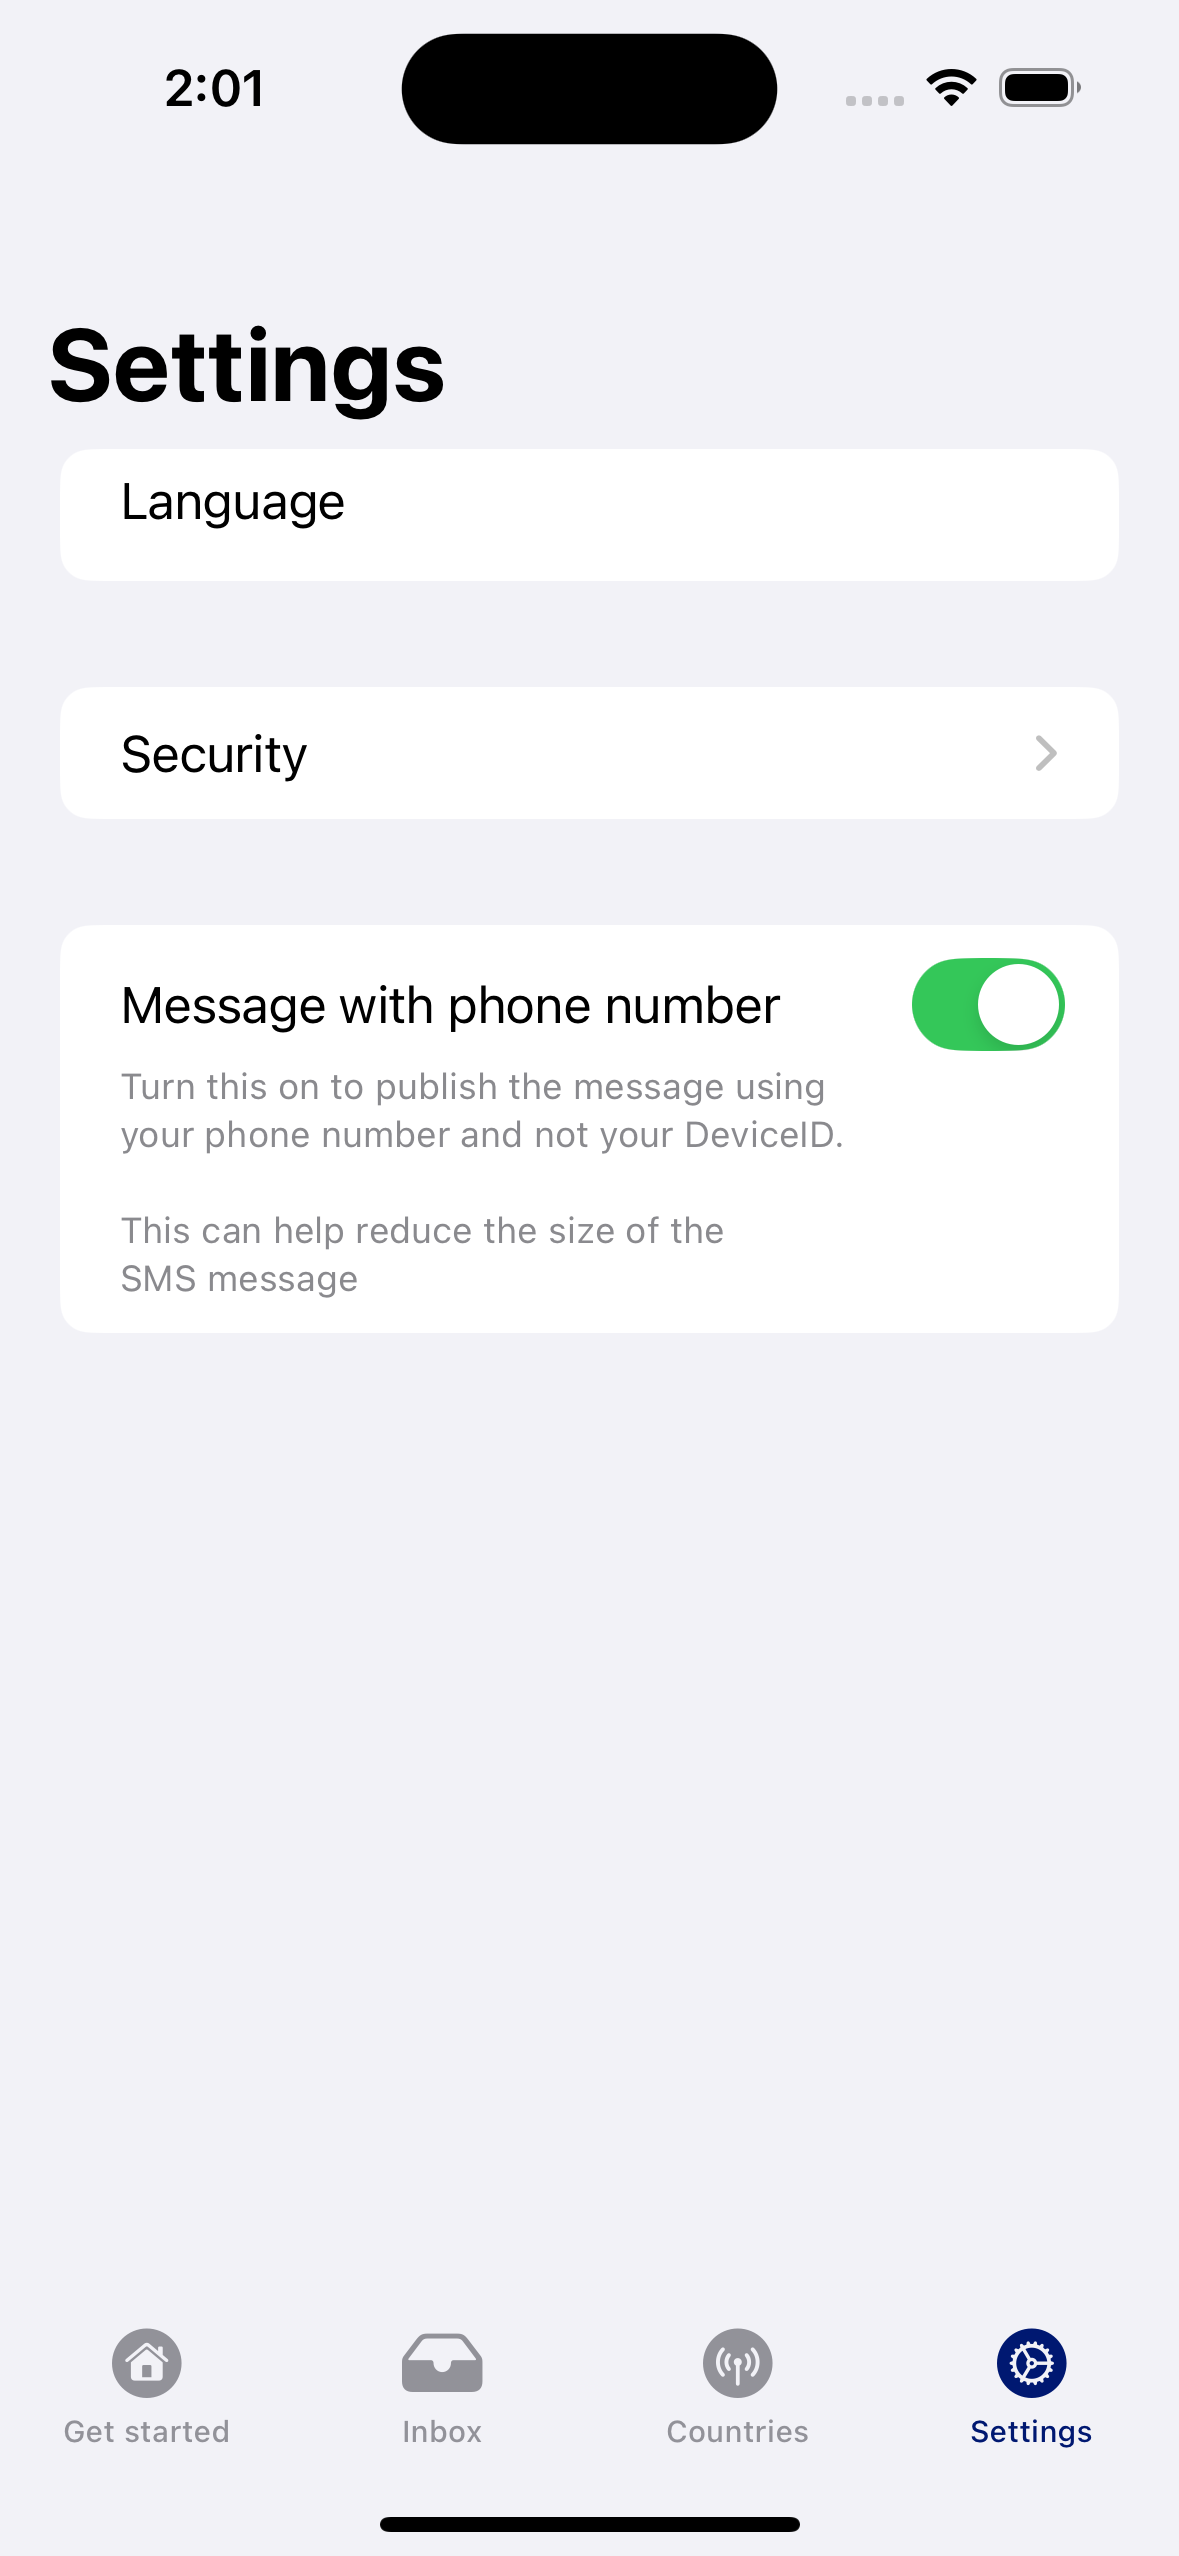 2:01
Settings
Language
Security
Message with phone number
Turn this on to publish the message using
your phone number and not your DeviceID.
This can help reduce the size of the
SMS message
Get started
Inbox
Countries
Settings